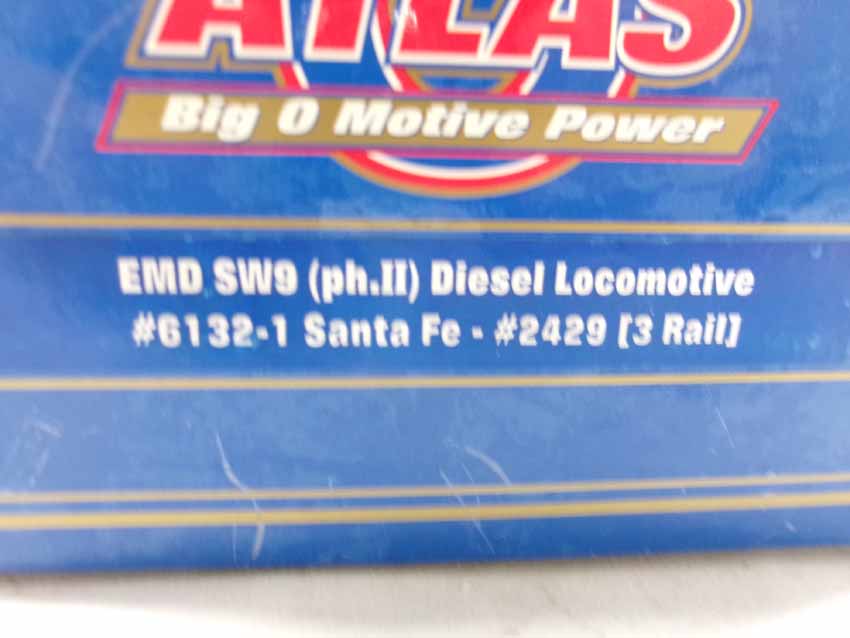 ATLAS
Big O Motive Power
EMD SW9 (ph.II) Diesel Locomotive
#6132-1 Santa Fe - #2429 [3 Rail]